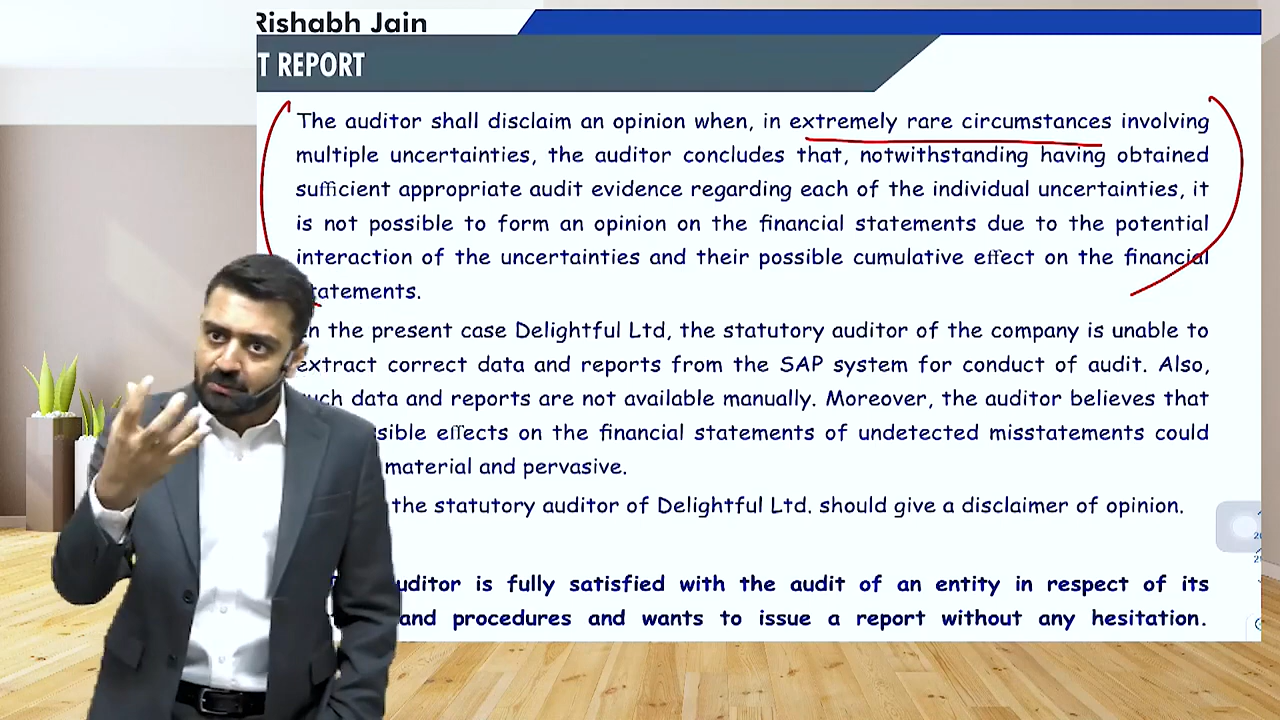 Rishabh Jain
T REPORT
The auditor shall disclaim an opinion when, in extremely rare circumstances involving
multiple uncertainties, the auditor concludes that, notwithstanding having obtained
sufficient appropriate audit evidence regarding each of the individual uncertainties, it
is not possible to form an opinion on the financial statements due to the potential
interaction of the uncertainties and their possible cumulative effect on the financial
statements.
In the present case Delightful Ltd, the statutory auditor of the company is unable to
extract correct data and reports from the SAP system for conduct of audit. Also,
such data and reports are not available manually. Moreover, the auditor believes that
effects on the financial statements of undetected misstatements could
material and pervasive.
the statutory auditor of Delightful Ltd. should give a disclaimer of opinion.
auditor is fully satisfied with the audit of an entity in respect of its
and procedures and wants to issue a report without any hesitation.